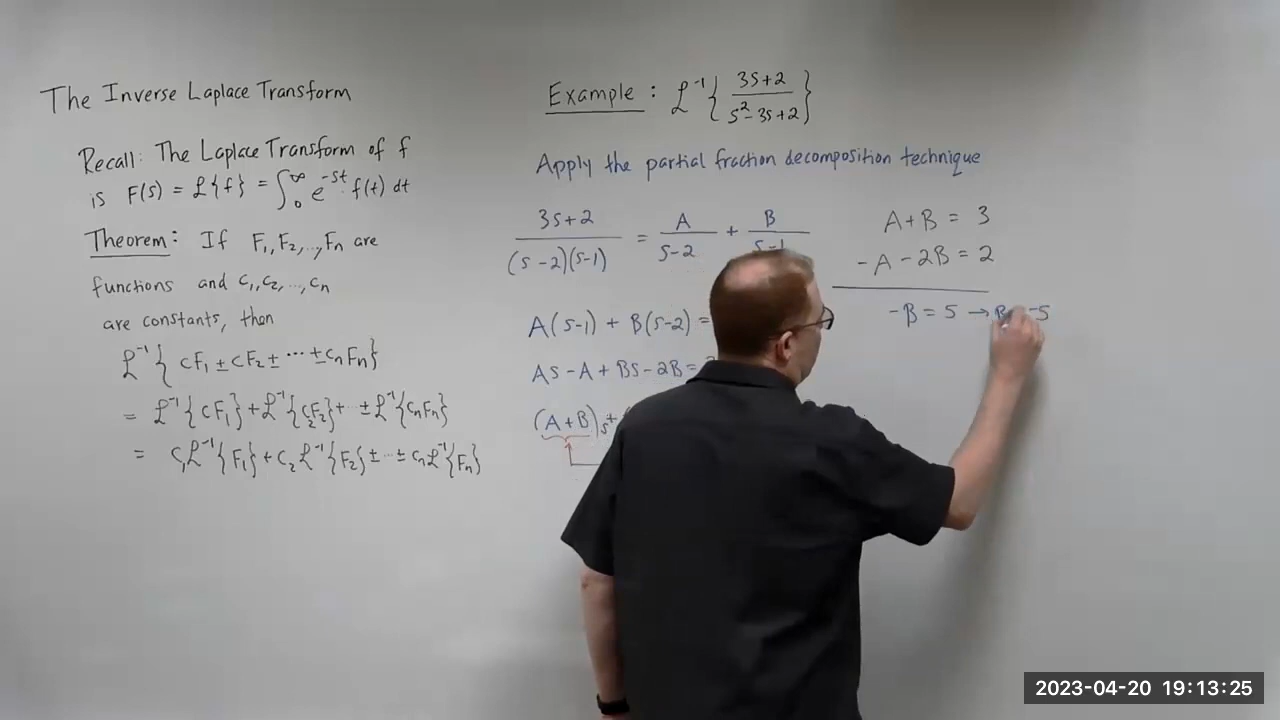 The Inverse Laplace Transform
Recall: The Laplace Transform of f
is F(s) = ℒ{f} = ∫₀^∞ e^{-st} f(t) dt
Theorem: If F₁, F₂, ..., Fn are
functions and c₁, c₂, ..., cn
are constants, then
ℒ⁻¹{ cF₁ ± cF₂ ± ... ± cnFn}
= ℒ⁻¹{cF₁} + ℒ⁻¹{c₂F₂} + .. ± ℒ⁻¹{cnFn}
= c₁ℒ⁻¹{F₁} + c₂ℒ⁻¹{F₂} ± .. ± cnℒ⁻¹{Fn}
Example: ℒ⁻¹{ (3s+2)/(s²-3s+2) }
Apply the partial fraction decomposition technique
(3s+2)/((s-2)(s-1)) = A/(s-2) + B/(s-1)
A(s-1) + B(s-2) =
As - A + Bs - 2B =
(A+B)s +
A+B = 3
-A-2B = 2
-B = 5 → B = -5
2023-04-20 19:13:25